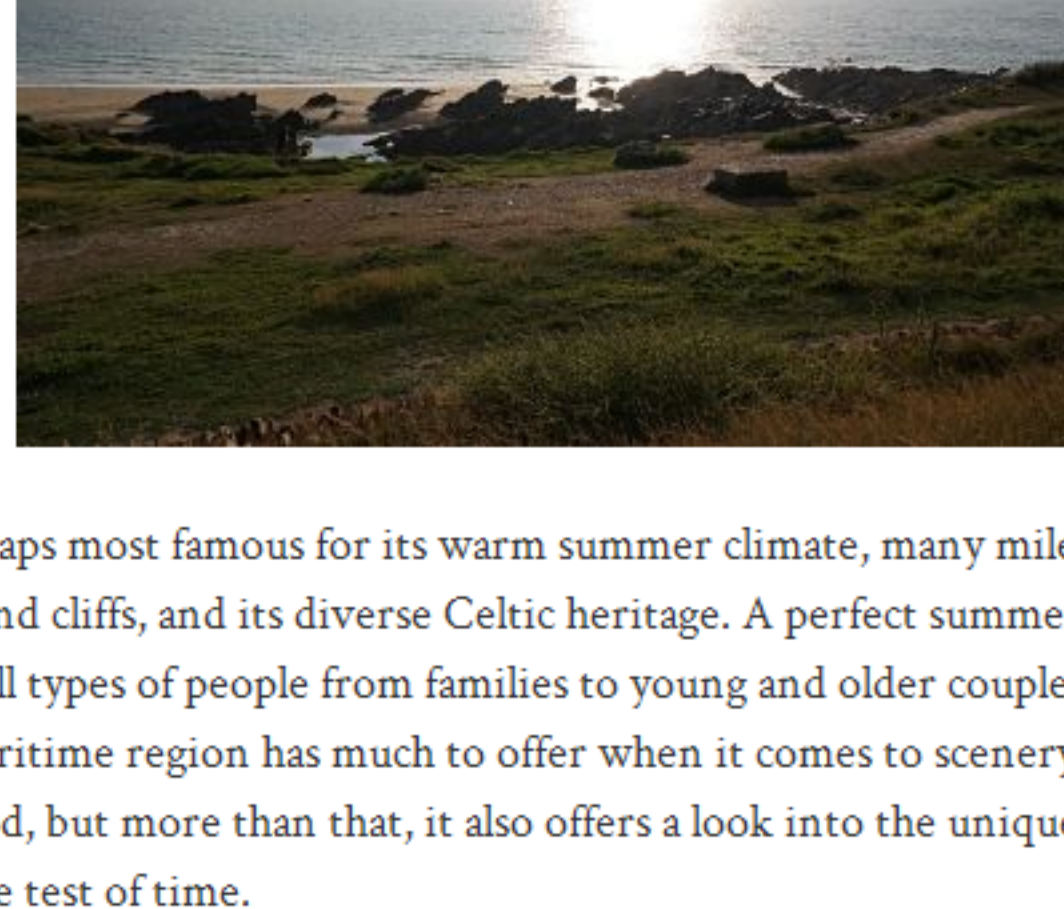 aps most famous for its warm summer climate, many mile
nd cliffs, and its diverse Celtic heritage. A perfect summe
ll types of people from families to young and older couple
ritime region has much to offer when it comes to scenery
d, but more than that, it also offers a look into the unique
e test of time.